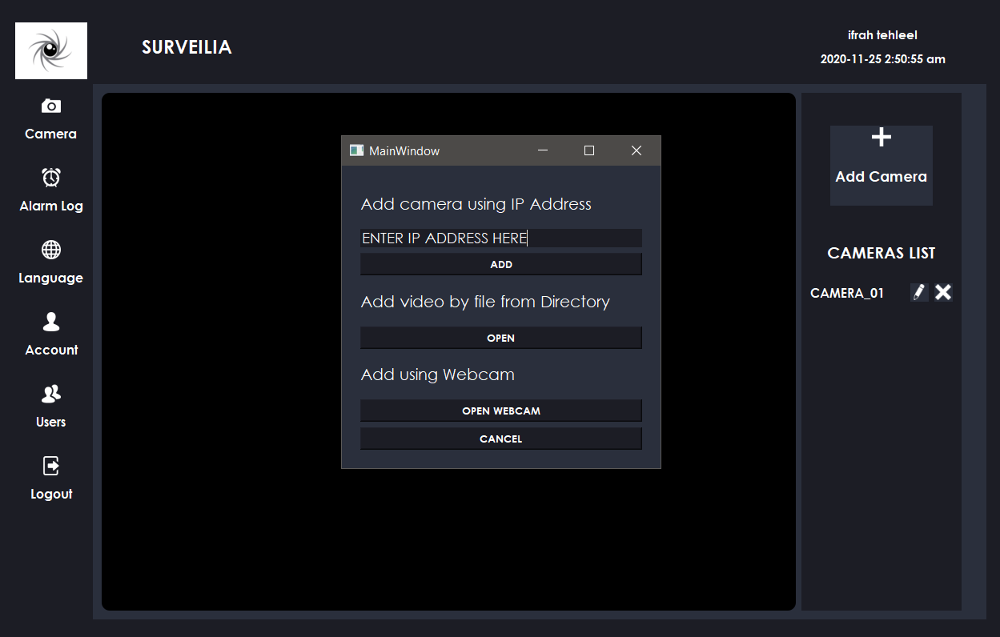 SURVEILIA
ifrah tehleel
2020-11-25 2:50:55 am
Camera
Alarm Log
Language
Account
Users
Logout
MainWindow
Add camera using IP Address
ENTER IP ADDRESS HERE
ADD
Add video by file from Directory
OPEN
Add using Webcam
OPEN WEBCAM
CANCEL
Add Camera
CAMERAS LIST
CAMERA_01